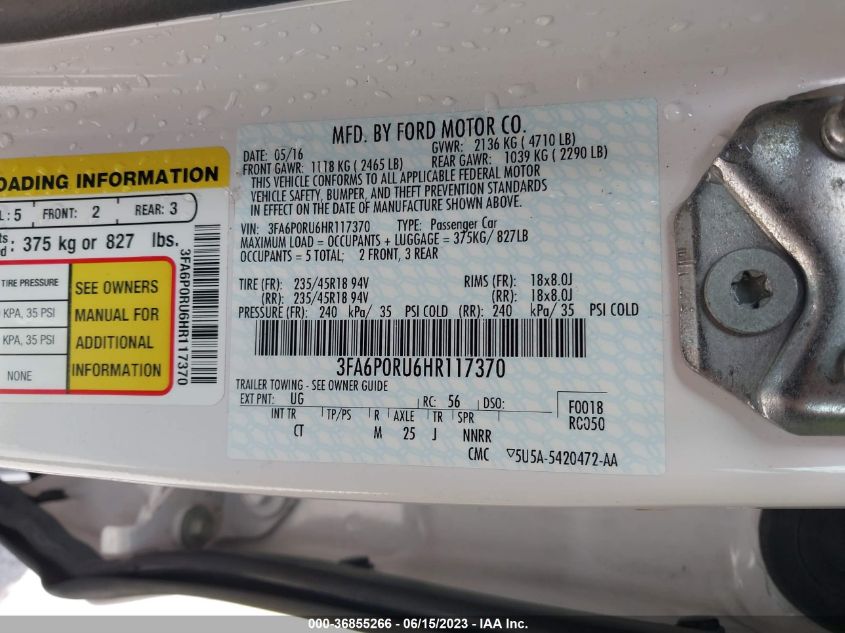 LOADING INFORMATION
L: 5 FRONT: 2 REAR: 3
375 kg or 827 lbs.
TIRE PRESSURE
KPA, 35 PSI
KPA, 35 PSI
NONE
SEE OWNERS
MANUAL FOR
ADDITIONAL
INFORMATION
3FA6P0RU6HR117370
MFD. BY FORD MOTOR CO.
DATE: 05/16 GVWR: 2136 KG ( 4710 LB)
FRONT GAWR: 1118 KG ( 2465 LB) REAR GAWR: 1039 KG ( 2290 LB)
THIS VEHICLE CONFORMS TO ALL APPLICABLE FEDERAL MOTOR
VEHICLE SAFETY, BUMPER, AND THEFT PREVENTION STANDARDS
IN EFFECT ON THE DATE OF MANUFACTURE SHOWN ABOVE.
VIN: 3FA6P0RU6HR117370 TYPE: Passenger Car
MAXIMUM LOAD = OCCUPANTS + LUGGAGE = 375KG/ 827LB
OCCUPANTS = 5 TOTAL; 2 FRONT, 3 REAR
TIRE (FR): 235/45R18 94V RIMS (FR): 18x8.0J
(RR): 235/45R18 94V (RR): 18x8.0J
PRESSURE (FR): 240 kPa/ 35 PSI COLD (RR): 240 kPa/ 35 PSI COLD
3FA6P0RU6HR117370
TRAILER TOWING - SEE OWNER GUIDE
EXT PNT: UG RC: 56 DSO: F0018
INT TR TP/PS R AXLE TR SPR RC050
CT M 25 J NNRR
CMC ▽5U5A-5420472-AA
000-36855266 - 06/15/2023 - IAA Inc.